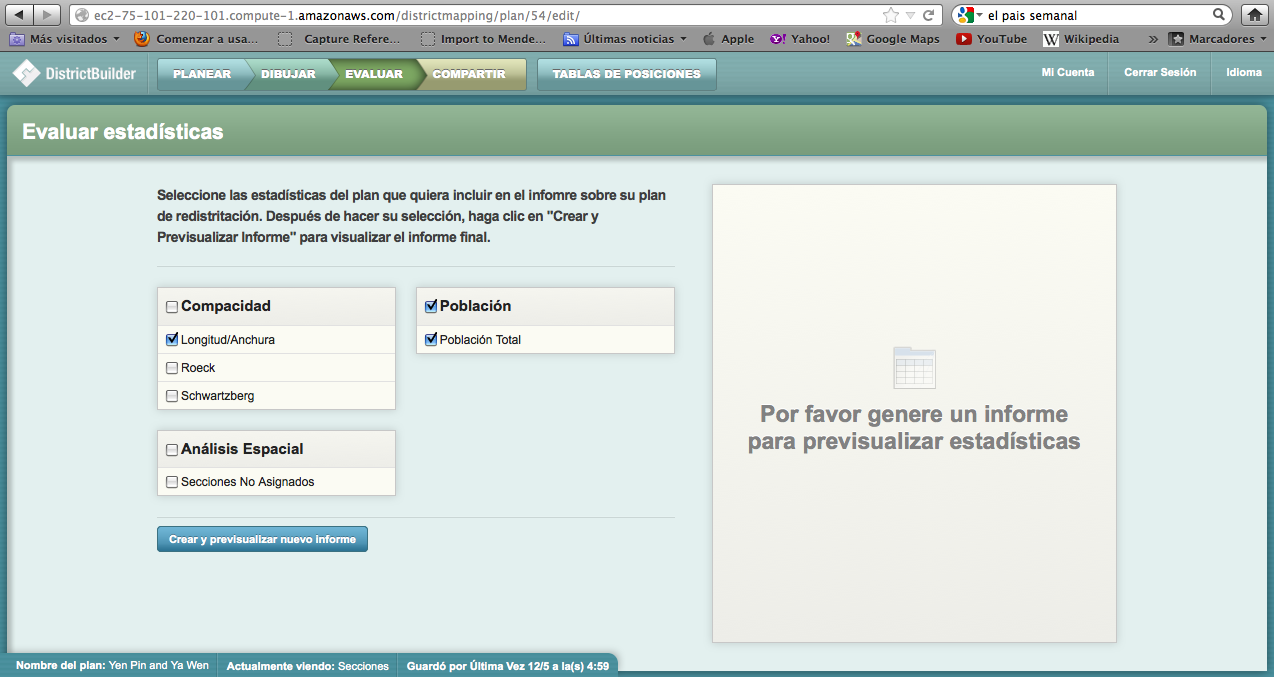 ec2-75-101-220-101.compute-1.amazonaws.com/districtmapping/plan/54/edit/
el pais semanal
Más visitados
Comenzar a usa...
Capture Refere...
Import to Mende...
Últimas noticias
Apple
Yahoo!
Google Maps
YouTube
Wikipedia
»
Marcadores
DistrictBuilder
PLANEAR
DIBUJAR
EVALUAR
COMPARTIR
TABLAS DE POSICIONES
Mi Cuenta
Cerrar Sesión
Idioma
Evaluar estadísticas
Seleccione las estadísticas del plan que quiera incluir en el infomre sobre su plan
de redistritación. Después de hacer su selección, haga clic en "Crear y
Previsualizar Informe" para visualizar el informe final.
Compacidad
Longitud/Anchura
Roeck
Schwartzberg
Población
Población Total
Análisis Espacial
Secciones No Asignados
Crear y previsualizar nuevo informe
Por favor genere un informe
para previsualizar estadísticas
Nombre del plan: Yen Pin and Ya Wen
Actualmente viendo: Secciones
Guardó por Última Vez 12/5 a la(s) 4:59